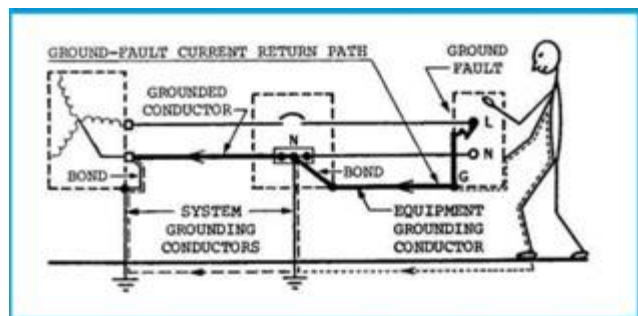 GROUND-FAULT CURRENT RETURN PATH
GROUND
FAULT
GROUNDED
CONDUCTOR
L
N
N
BOND
BOND
G
SYSTEM
GROUNDING
CONDUCTORS
EQUIPMENT
GROUNDING
CONDUCTOR